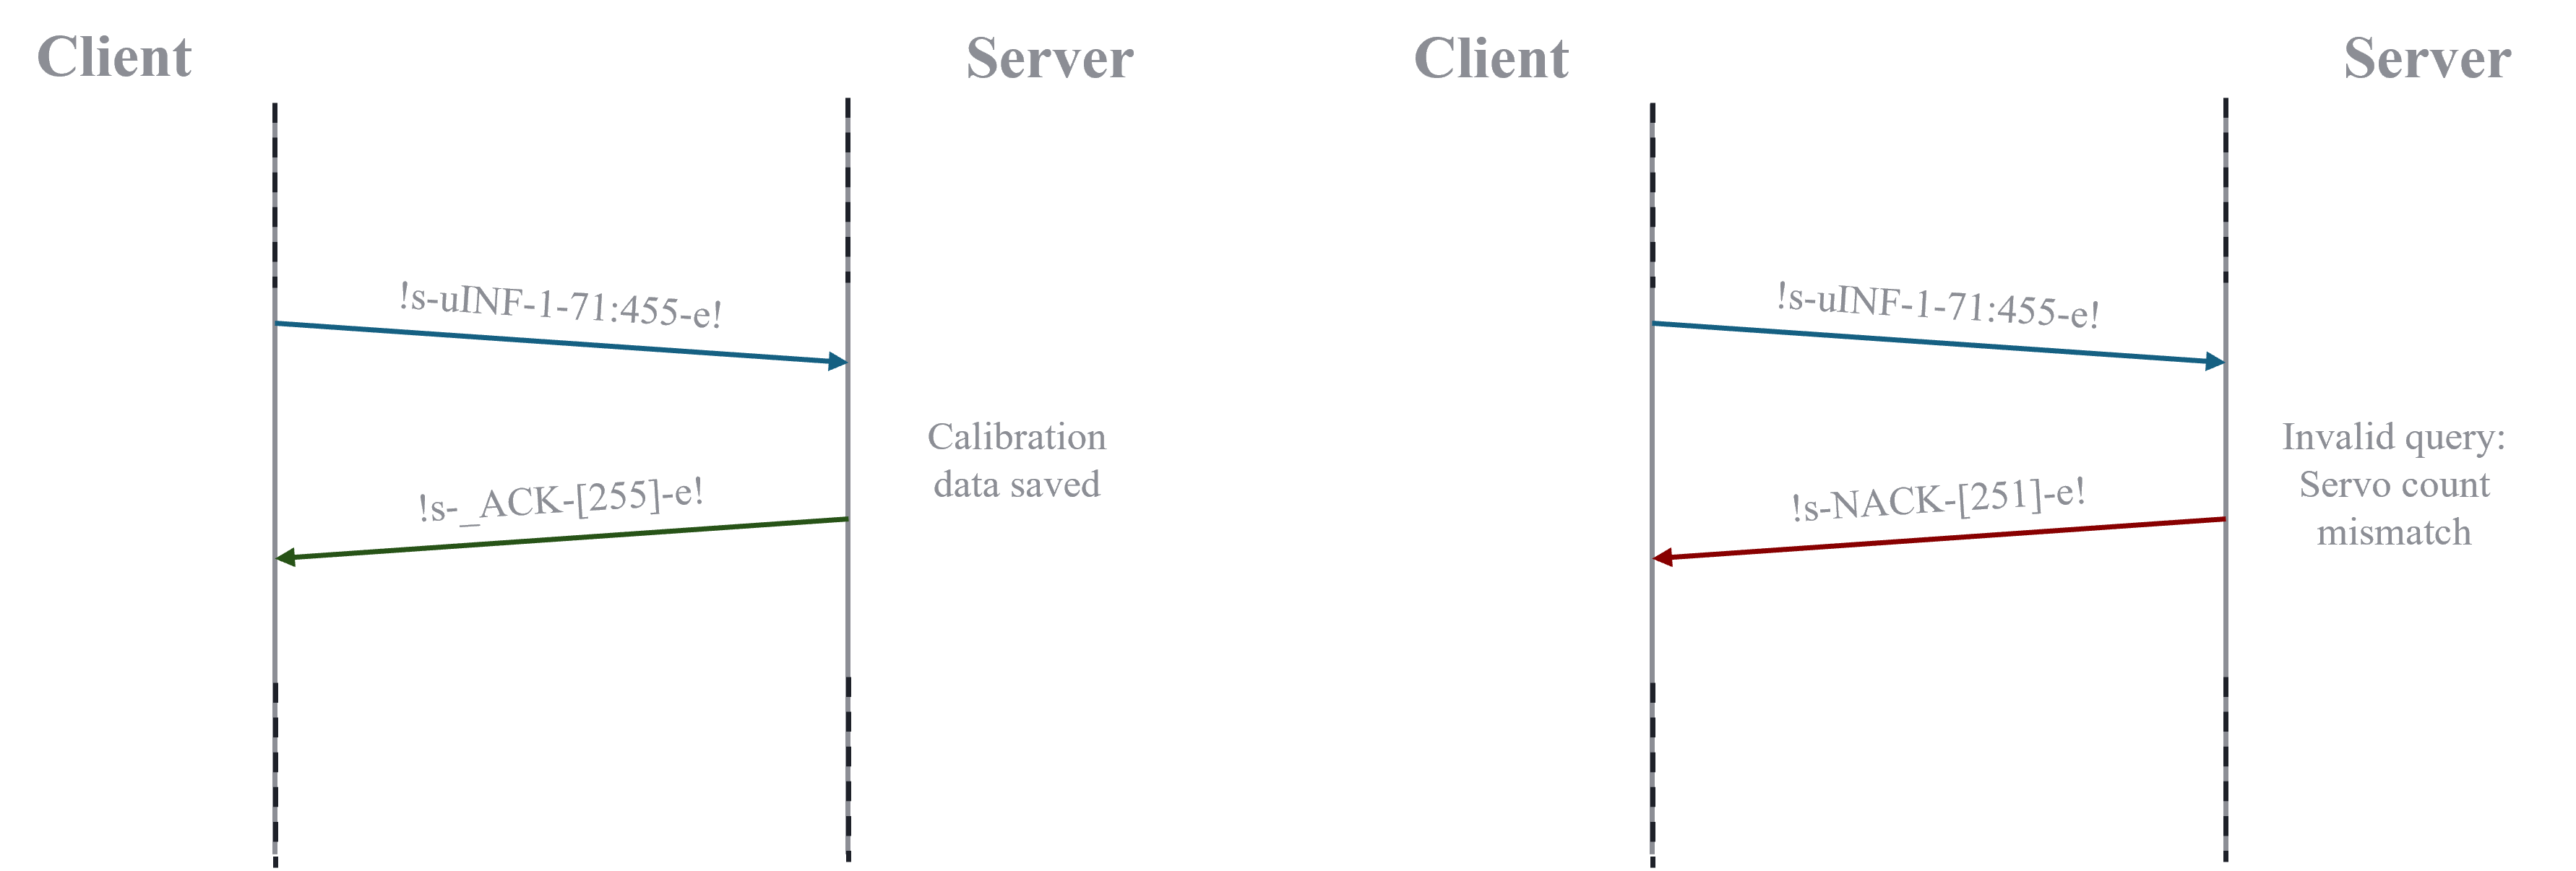 Client
Server
!s-uINF-1-71:455-e!
Calibration
data saved
!s-_ACK-[255]-e!
Client
Server
!s-uINF-1-71:455-e!
Invalid query:
Servo count
mismatch
!s-NACK-[251]-e!